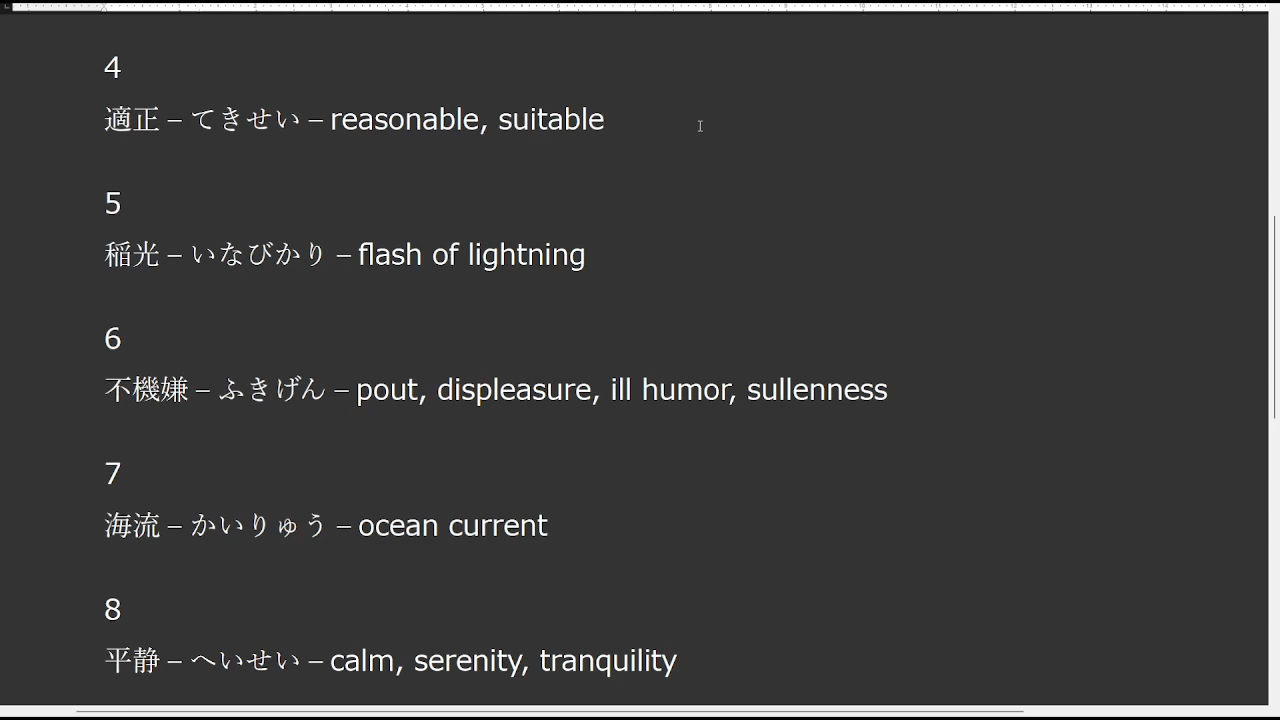 4
適正 – てきせい – reasonable, suitable
5
稲光 – いなびかり – flash of lightning
6
不機嫌 – ふきげん – pout, displeasure, ill humor, sullenness
7
海流 – かいりゅう – ocean current
8
平静 – へいせい – calm, serenity, tranquility